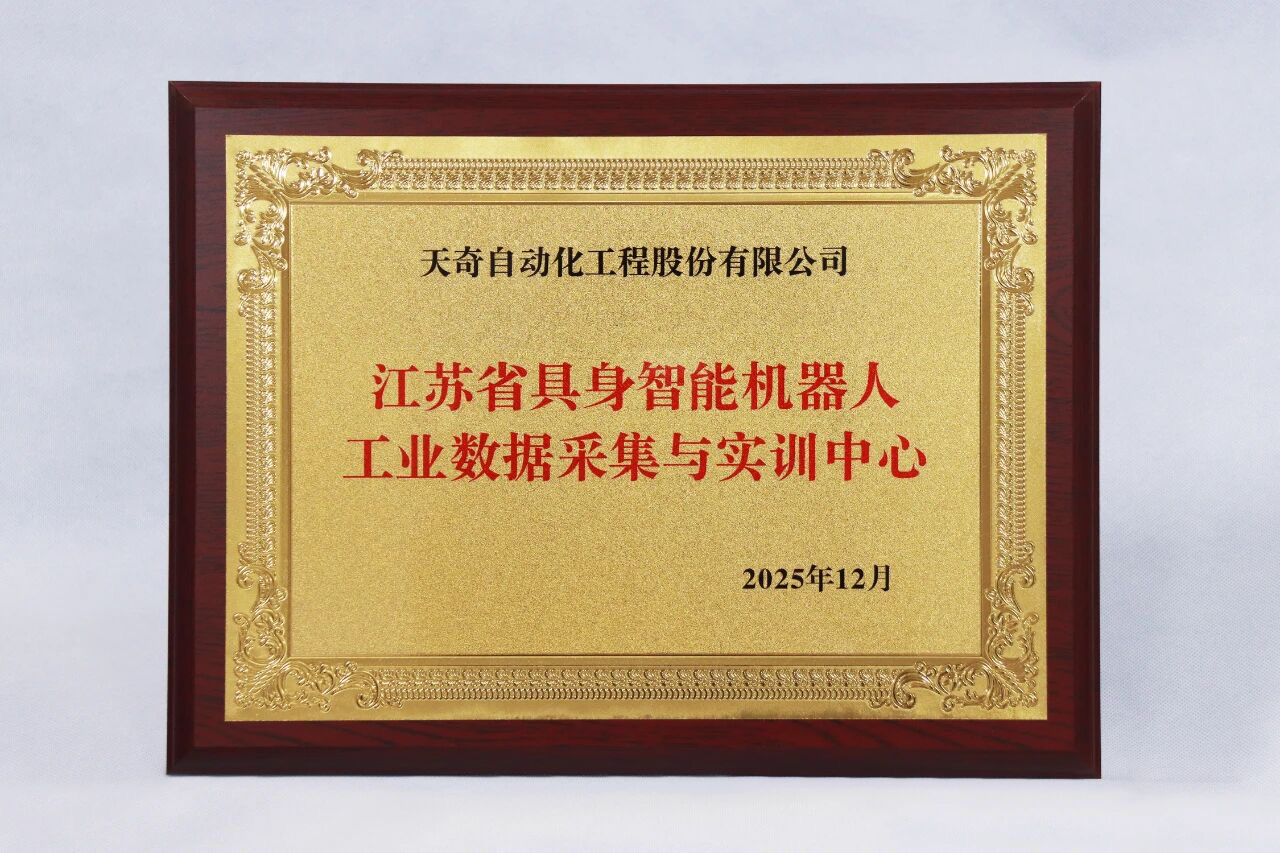 天奇自动化工程股份有限公司
江苏省具身智能机器人
工业数据采集与实训中心
2025年12月